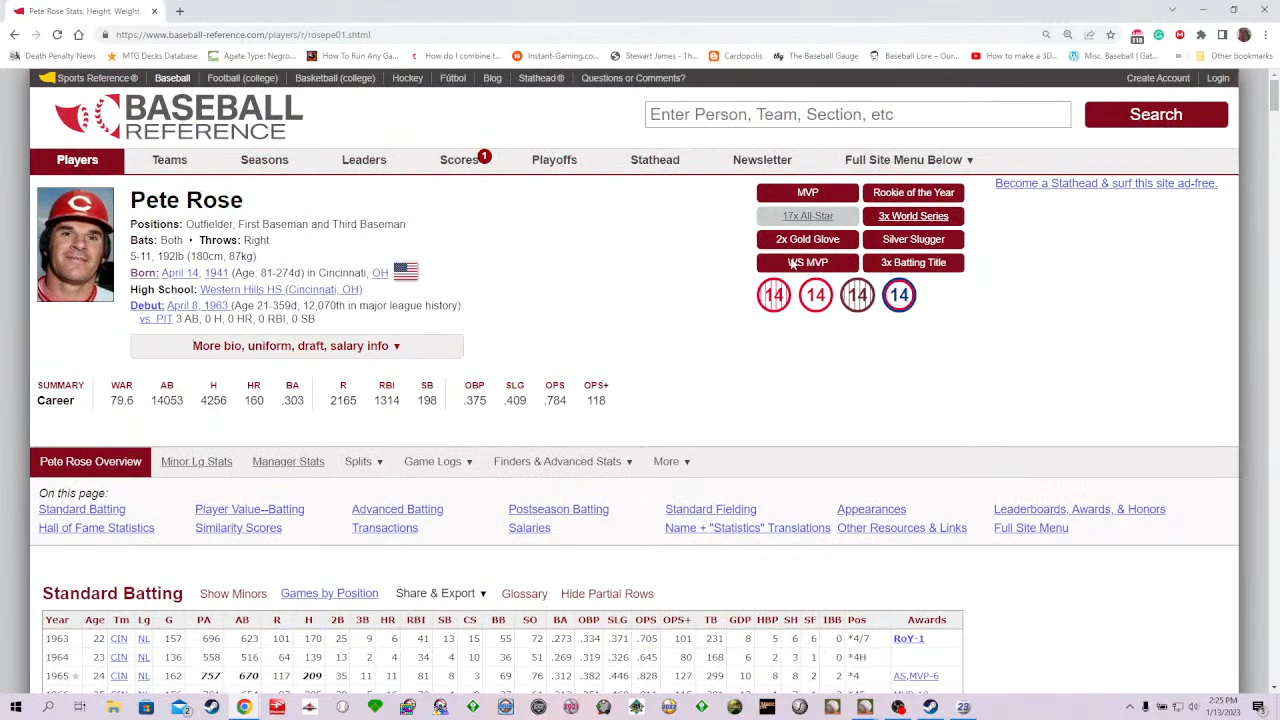 Pete Rose Stats, Height, Weight,
https://www.baseball-reference.com/players/r/rosepe01.shtml
Death Penalty News MTG Decks Database Agate Type: Negro... How To Run Any Ga... How do I combine t... Instant-Gaming.co... Stewart James - Th... The Baseball Gauge Baseball Lore – Our... How to make a 3D... Misc. Baseball | Gat... » Other bookmarks
Sports Reference® Baseball Football (college) Basketball (college) Hockey Fútbol Blog Stathead® Questions or Comments? Create Account Login
BASEBALL
REFERENCE
Enter Person, Team, Section, etc
Search
Players Teams Seasons Leaders Scores 1 Playoffs Stathead Newsletter Full Site Menu Below ▼
Become a Stathead & surf this site ad-free.
Pete Rose
Positions: Outfielder, First Baseman and Third Baseman
Bats: Both • Throws: Right
5-11, 192lb (180cm, 87kg)
Born: April 14, 1941 (Age: 81-274d) in Cincinnati, OH
High School: Western Hills HS (Cincinnati, OH)
Debut: April 8, 1963 (Age 21-359d, 12,070th in major league history)
vs. PIT 3 AB, 0 H, 0 HR, 0 RBI, 0 SB
More bio, uniform, draft, salary info ▼
MVP Rookie of the Year
17x All-Star 3x World Series
2x Gold Glove Silver Slugger
WS MVP 3x Batting Title
14 14 14 14
SUMMARY WAR AB H HR BA R RBI SB OBP SLG OPS OPS+
Career 79.6 14053 4256 160 .303 2165 1314 198 .375 .409 .784 118
Pete Rose Overview Minor Lg Stats Manager Stats Splits ▼ Game Logs ▼ Finders & Advanced Stats ▼ More ▼
On this page:
Standard Batting Player Value--Batting Advanced Batting Postseason Batting Standard Fielding Appearances Leaderboards, Awards, & Honors
Hall of Fame Statistics Similarity Scores Transactions Salaries Name + "Statistics" Translations Other Resources & Links Full Site Menu
Standard Batting Show Minors Games by Position Share & Export ▼ Glossary Hide Partial Rows
Year Age Tm Lg G PA AB R H 2B 3B HR RBI SB CS BB SO BA OBP SLG OPS OPS+ TB GDP HBP SH SF IBB Pos Awards
1963 22 CIN NL 157 696 623 101 170 25 9 6 41 13 15 55 72 .273 .334 .371 .705 101 231 8 5 6 6 0 *4/7 RoY-1
1964 23 CIN NL 136 558 516 64 139 13 2 4 34 4 10 36 51 .269 .319 .326 .645 80 168 6 2 3 1 0 *4H
1965 24 CIN NL 162 757 670 117 209 35 11 11 81 8 3 69 76 .312 .382 .446 .828 127 299 10 8 8 2 *4 AS,MVP-6
2:25 PM
1/13/2023